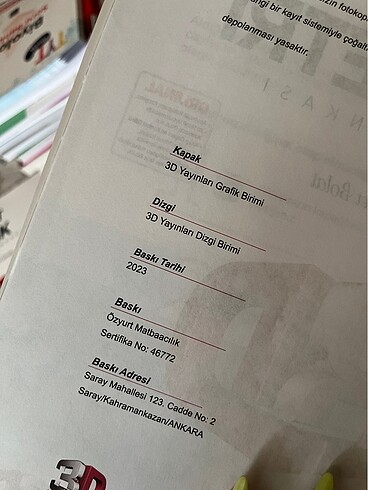 depolanması yasaktır.
Kapak
3D Yayınları Grafik Birimi
Dizgi
3D Yayınları Dizgi Birimi
Baskı Tarihi
2023
Baskı
Özyurt Matbaacılık
Sertifika No: 46772
Baskı Adresi
Saray Mahallesi 123. Cadde No: 2
Saray/Kahramankazan/ANKARA
3D